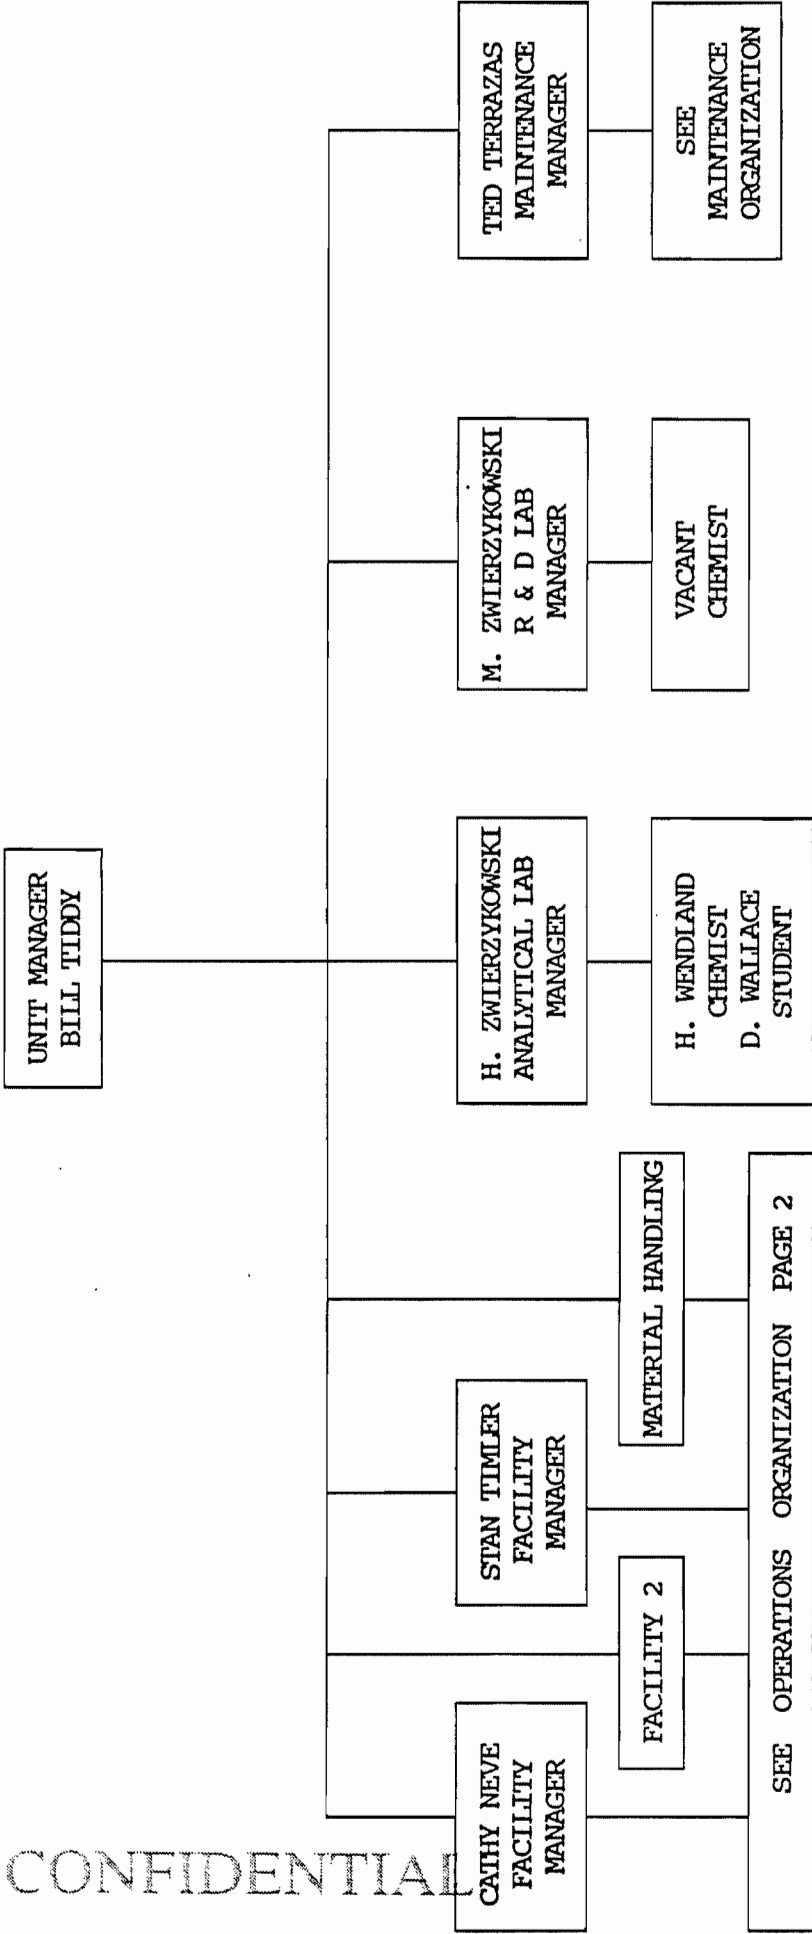 UNIT MANAGER
BILL TIDDY
CATHY NEVE
FACILITY
MANAGER
FACILITY 2
STAN TIMLER
FACILITY
MANAGER
MATERIAL HANDLING
SEE OPERATIONS ORGANIZATION PAGE 2
H. ZWIERZYKOWSKI
ANALYTICAL LAB
MANAGER
H. WENDLAND
CHEMIST
D. WALLACE
STUDENT
M. ZWIERZYKOWSKI
R & D LAB
MANAGER
VACANT
CHEMIST
TED TERRAZAS
MAINTENANCE
MANAGER
SEE
MAINTENANCE
ORGANIZATION
CONFIDENTIAL